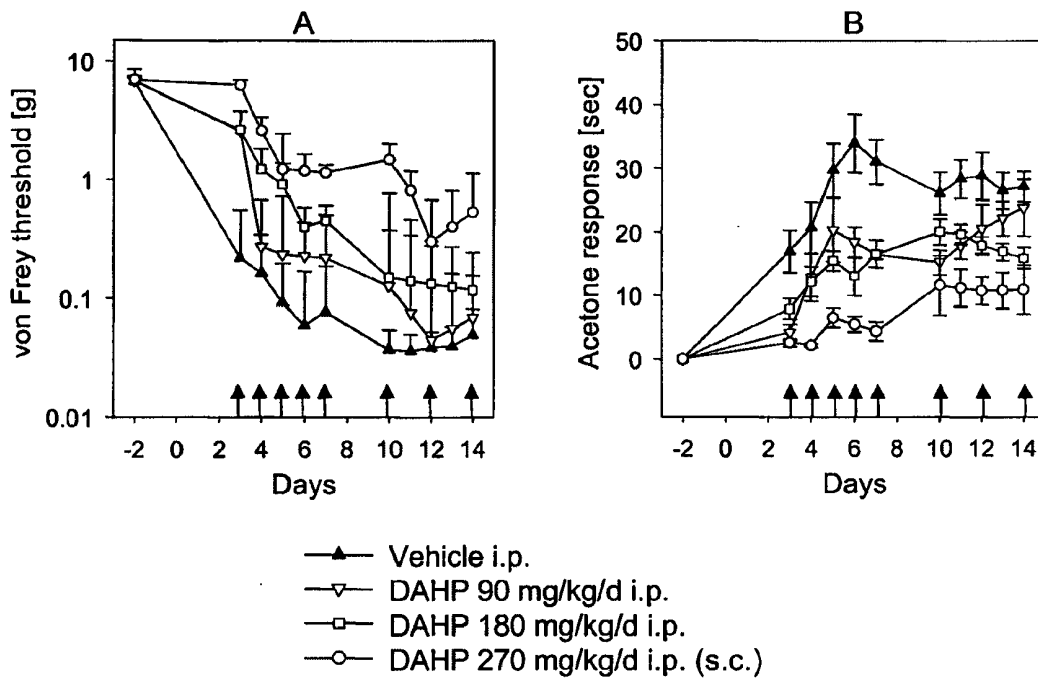 A
B
von Frey threshold [g]
10
1
0.1
0.01
-2 0 2 4 6 8 10 12 14
Days
Acetone response [sec]
50
40
30
20
10
0
-2 0 2 4 6 8 10 12 14
Days
Vehicle i.p.
DAHP 90 mg/kg/d i.p.
DAHP 180 mg/kg/d i.p.
DAHP 270 mg/kg/d i.p. (s.c.)